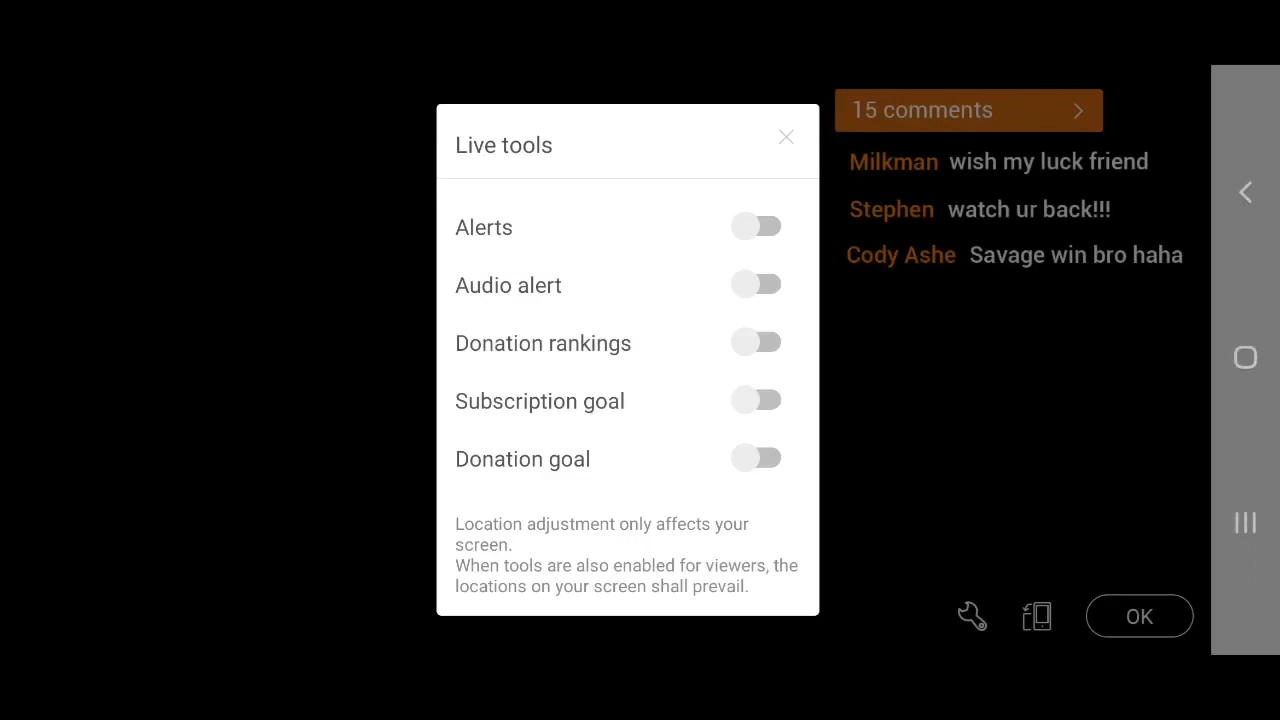 Live tools
Alerts
Audio alert
Donation rankings
Subscription goal
Donation goal
Location adjustment only affects your
screen.
When tools are also enabled for viewers, the
locations on your screen shall prevail.
15 comments
Milkman wish my luck friend
Stephen watch ur back!!!
Cody Ashe Savage win bro haha
OK